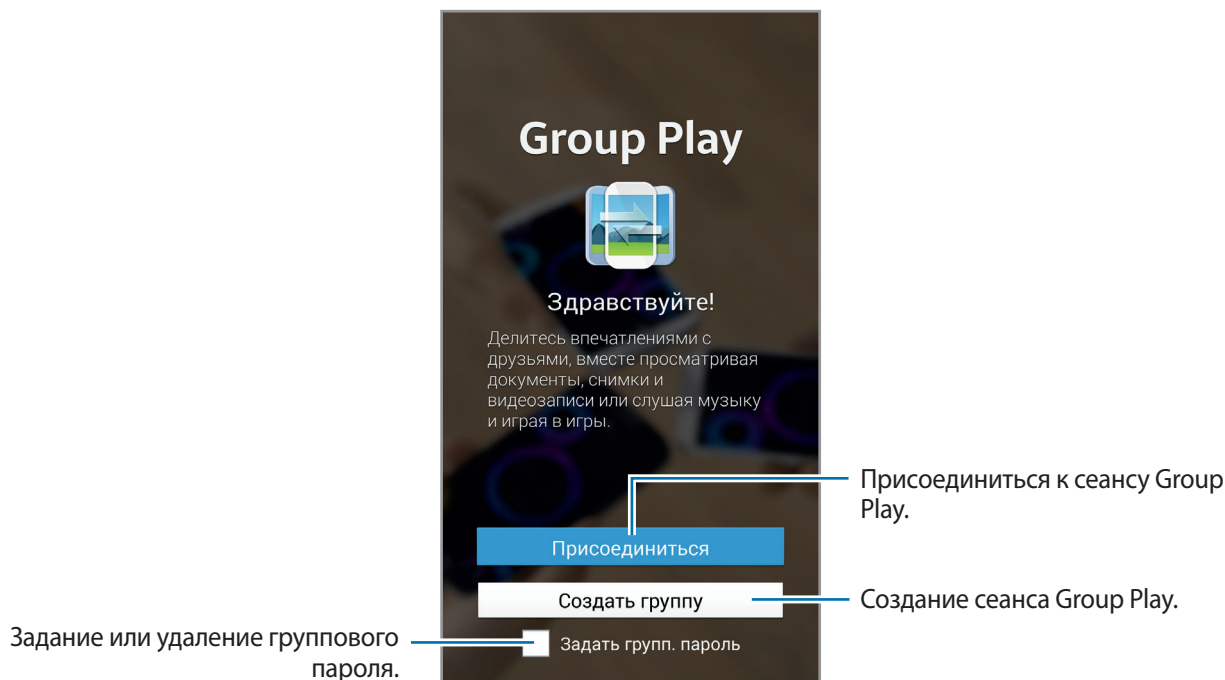 Group Play
Здравствуйте!
Делитесь впечатлениями с
друзьями, вместе просматривая
документы, снимки и
видеозаписи или слушая музыку
и играя в игры.
Присоединиться к сеансу Group
Play.
Присоединиться
Создать группу
Создание сеанса Group Play.
Задание или удаление группового
пароля.
Задать групп. пароль